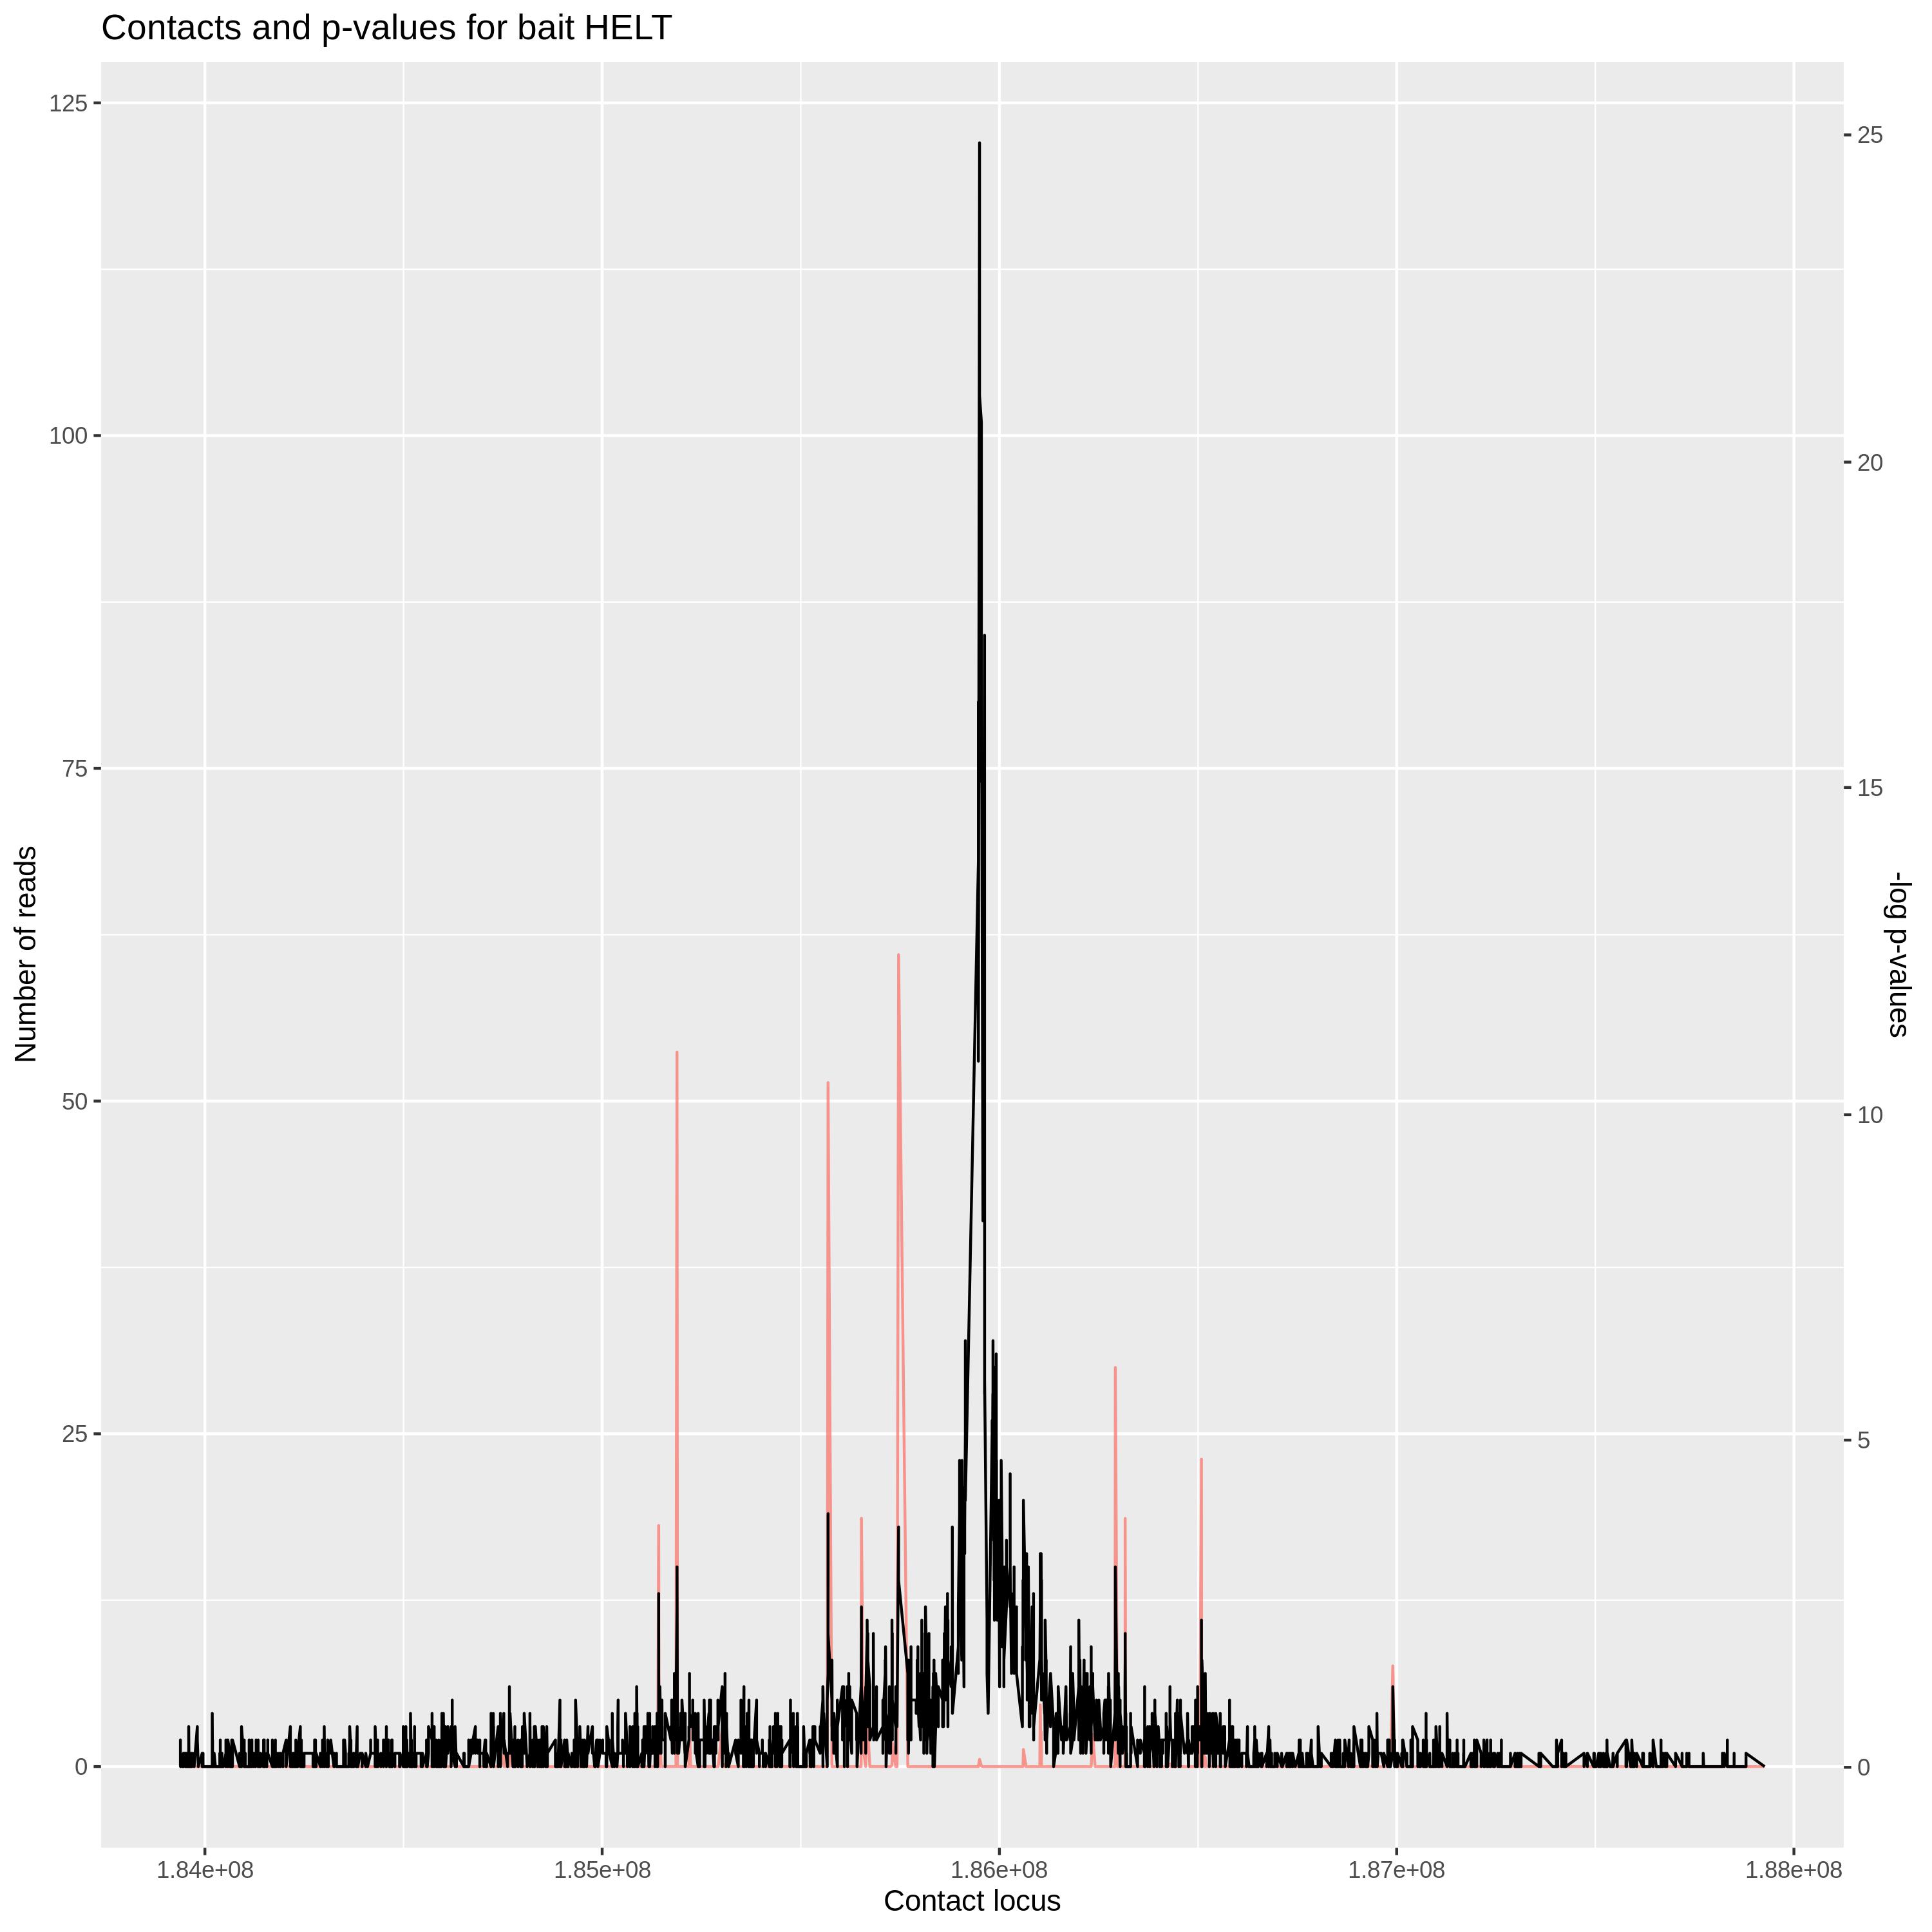 Contacts and p-values for bait HELT
125
100
75
50
25
0
Number of reads
25
20
15
10
5
0
-log p-values
1.84e+08
1.85e+08
1.86e+08
1.87e+08
1.88e+08
Contact locus